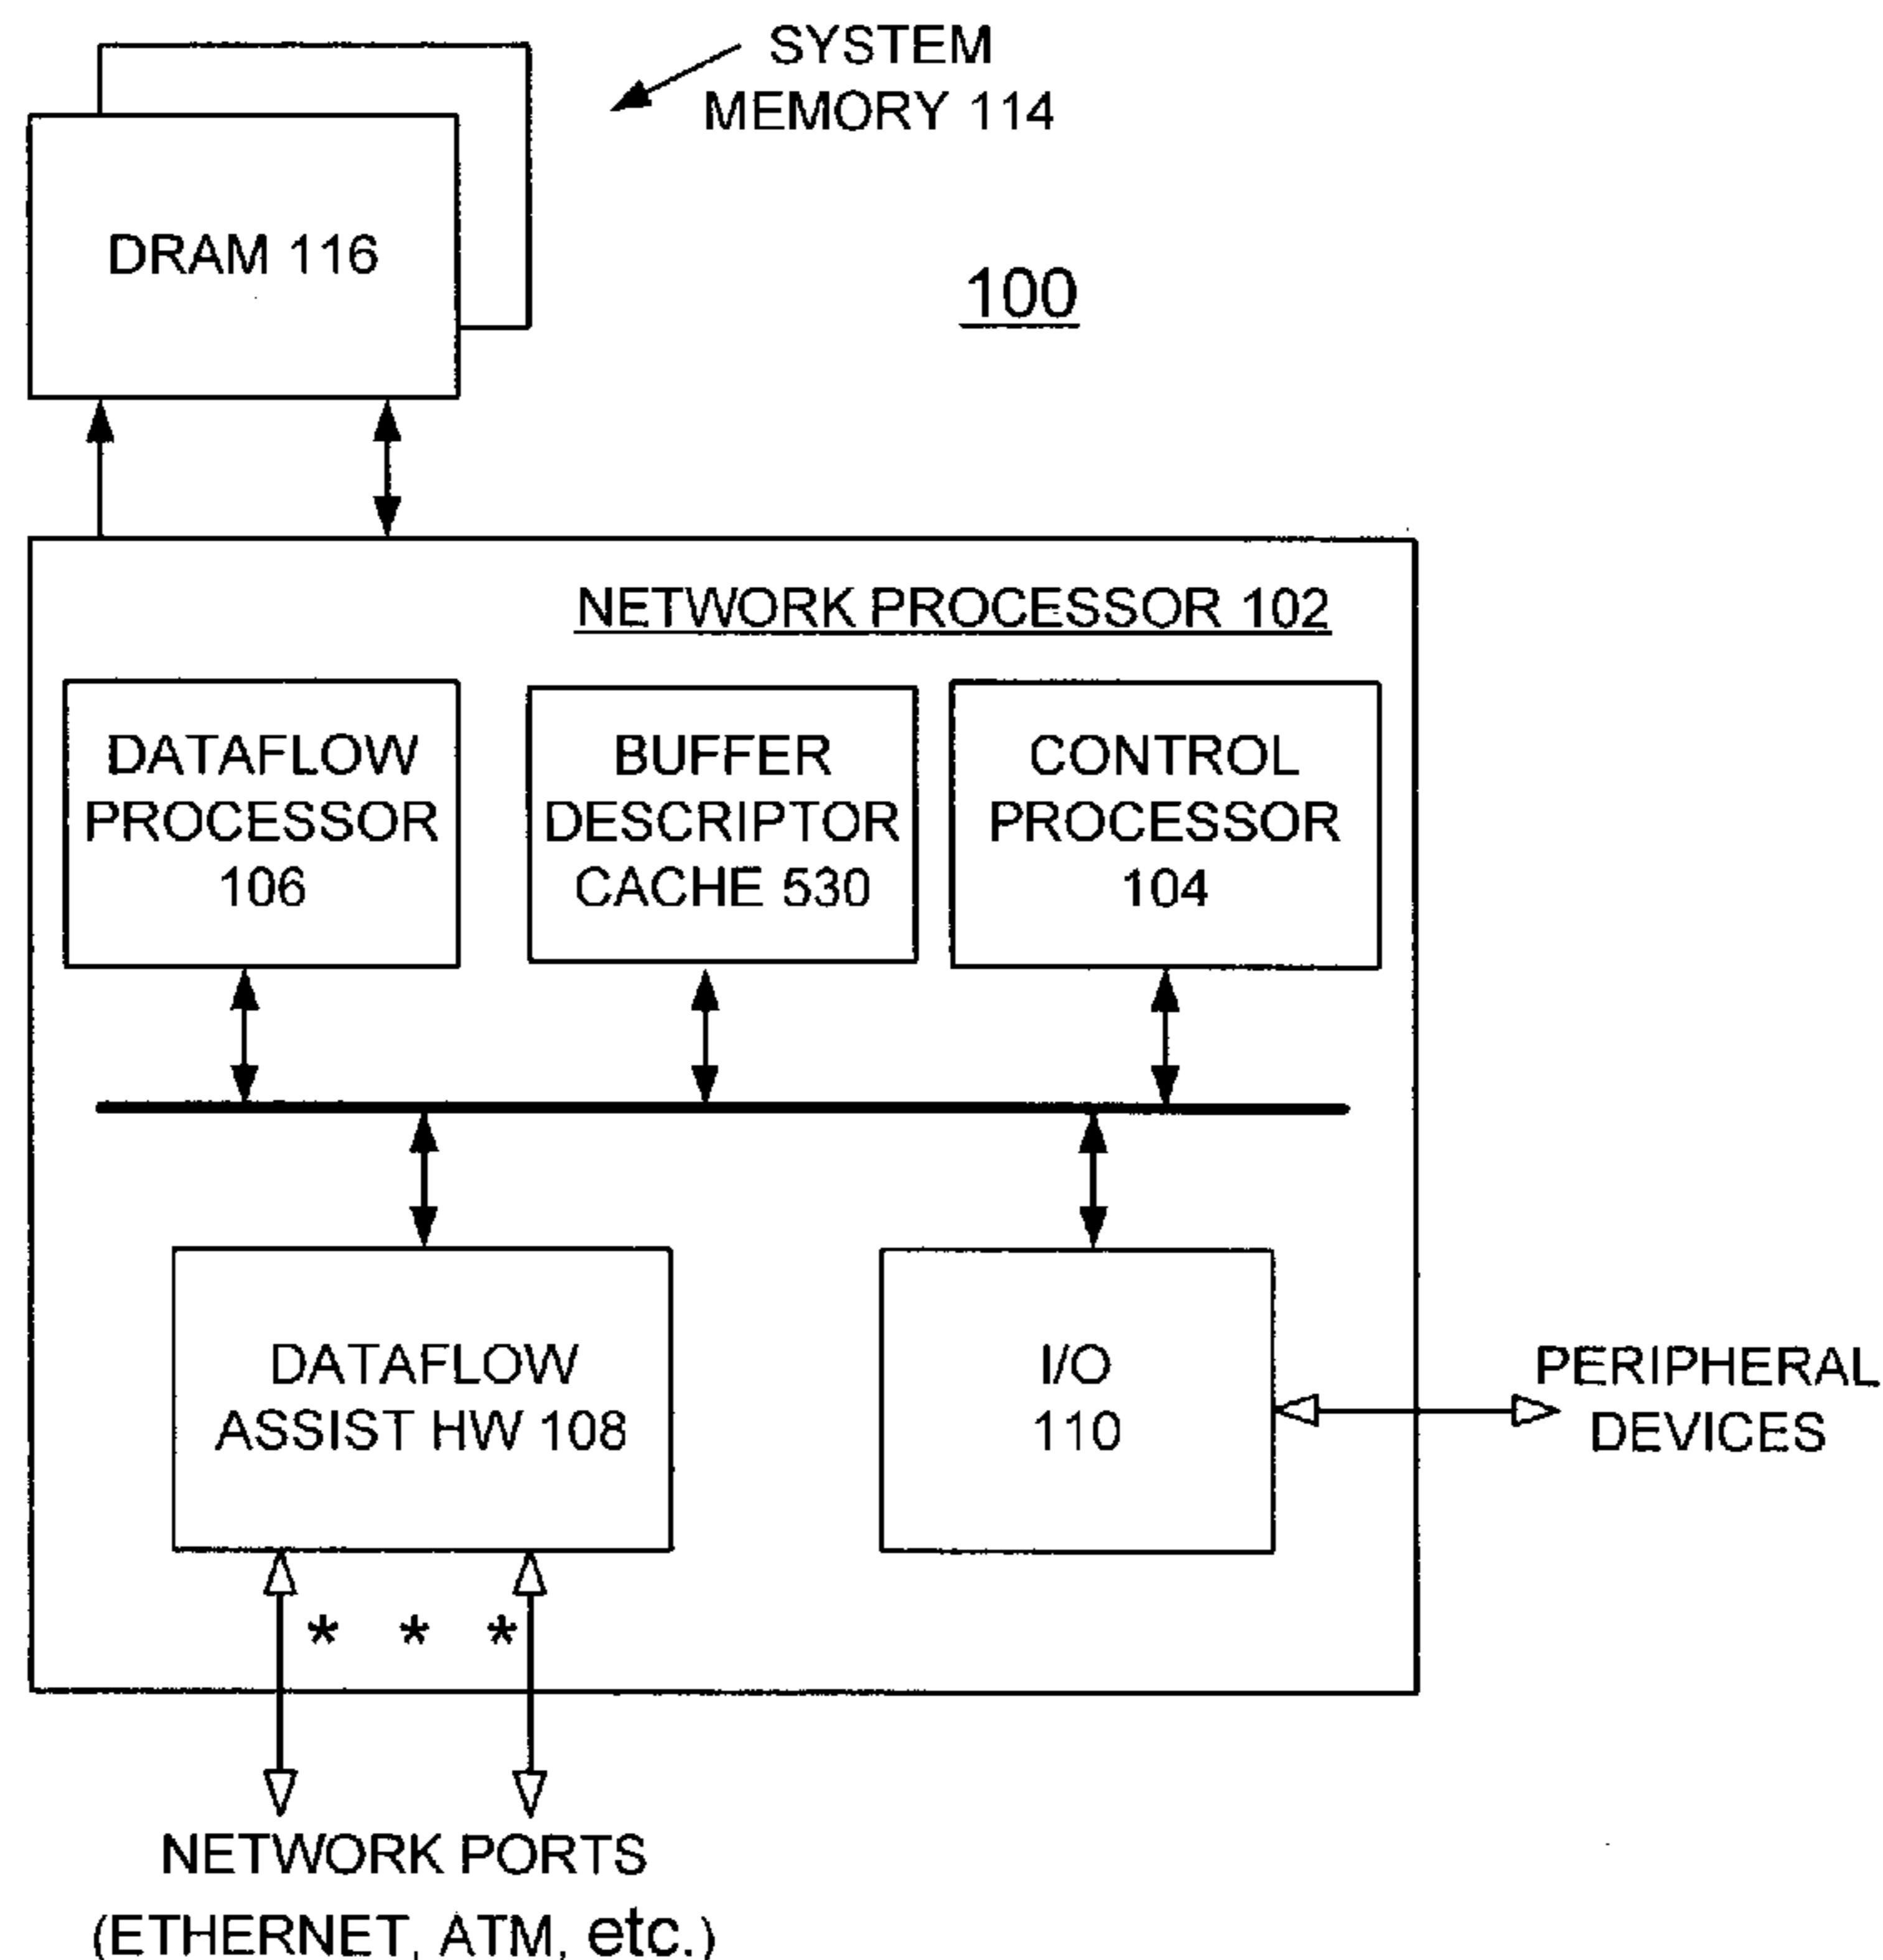 SYSTEM
MEMORY 114
DRAM 116
100
NETWORK PROCESSOR 102
DATAFLOW
PROCESSOR
106
BUFFER
DESCRIPTOR
CACHE 530
CONTROL
PROCESSOR
104
DATAFLOW
ASSIST HW 108
I/O
110
PERIPHERAL
DEVICES
* * *
NETWORK PORTS
(ETHERNET, ATM, etc.)